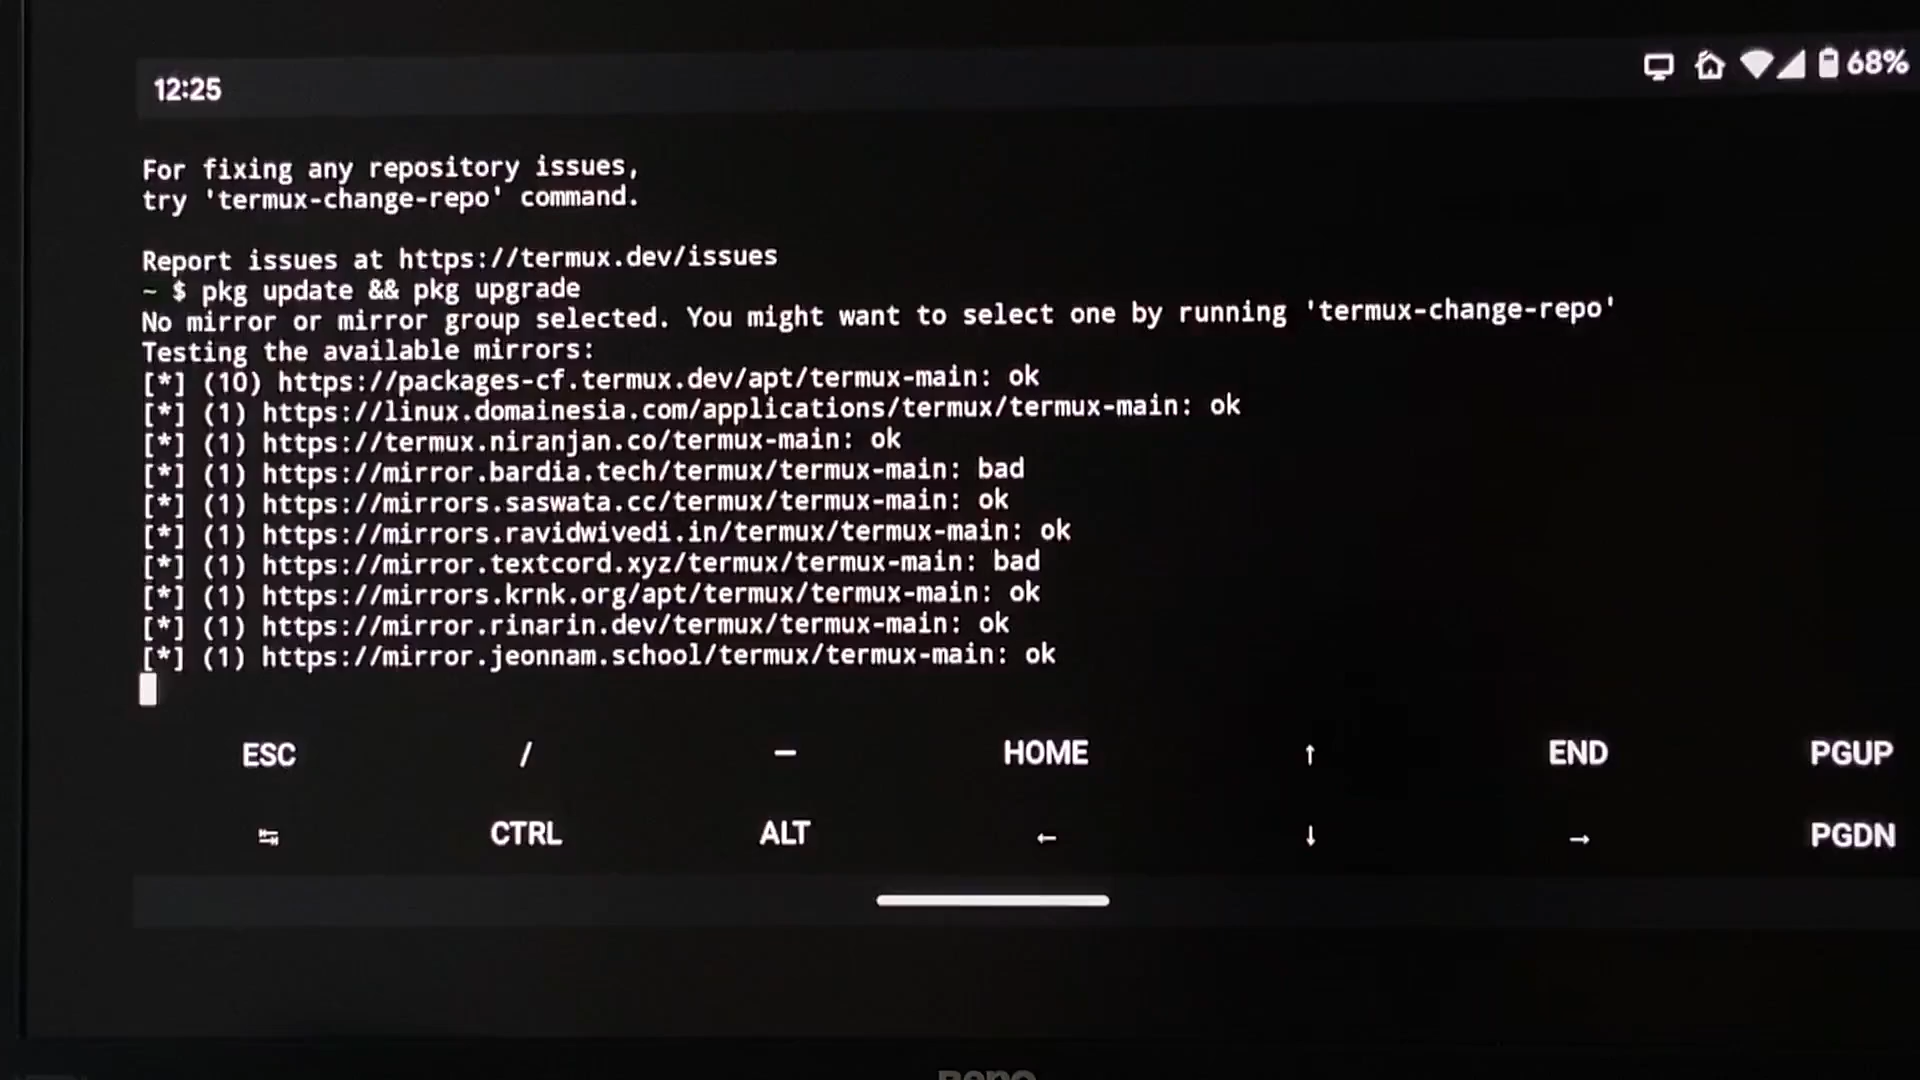 12:25
68%
For fixing any repository issues,
try 'termux-change-repo' command.
Report issues at https://termux.dev/issues
~ $ pkg update && pkg upgrade
No mirror or mirror group selected. You might want to select one by running 'termux-change-repo'
Testing the available mirrors:
[*] (10) https://packages-cf.termux.dev/apt/termux-main: ok
[*] (1) https://linux.domainesia.com/applications/termux/termux-main: ok
[*] (1) https://termux.niranjan.co/termux-main: ok
[*] (1) https://mirror.bardia.tech/termux/termux-main: bad
[*] (1) https://mirrors.saswata.cc/termux/termux-main: ok
[*] (1) https://mirrors.ravidwivedi.in/termux/termux-main: ok
[*] (1) https://mirror.textcord.xyz/termux/termux-main: bad
[*] (1) https://mirrors.krnk.org/apt/termux/termux-main: ok
[*] (1) https://mirror.rinarin.dev/termux/termux-main: ok
[*] (1) https://mirror.jeonnam.school/termux/termux-main: ok
ESC / — HOME ↑ END PGUP
↹ CTRL ALT ← ↓ → PGDN